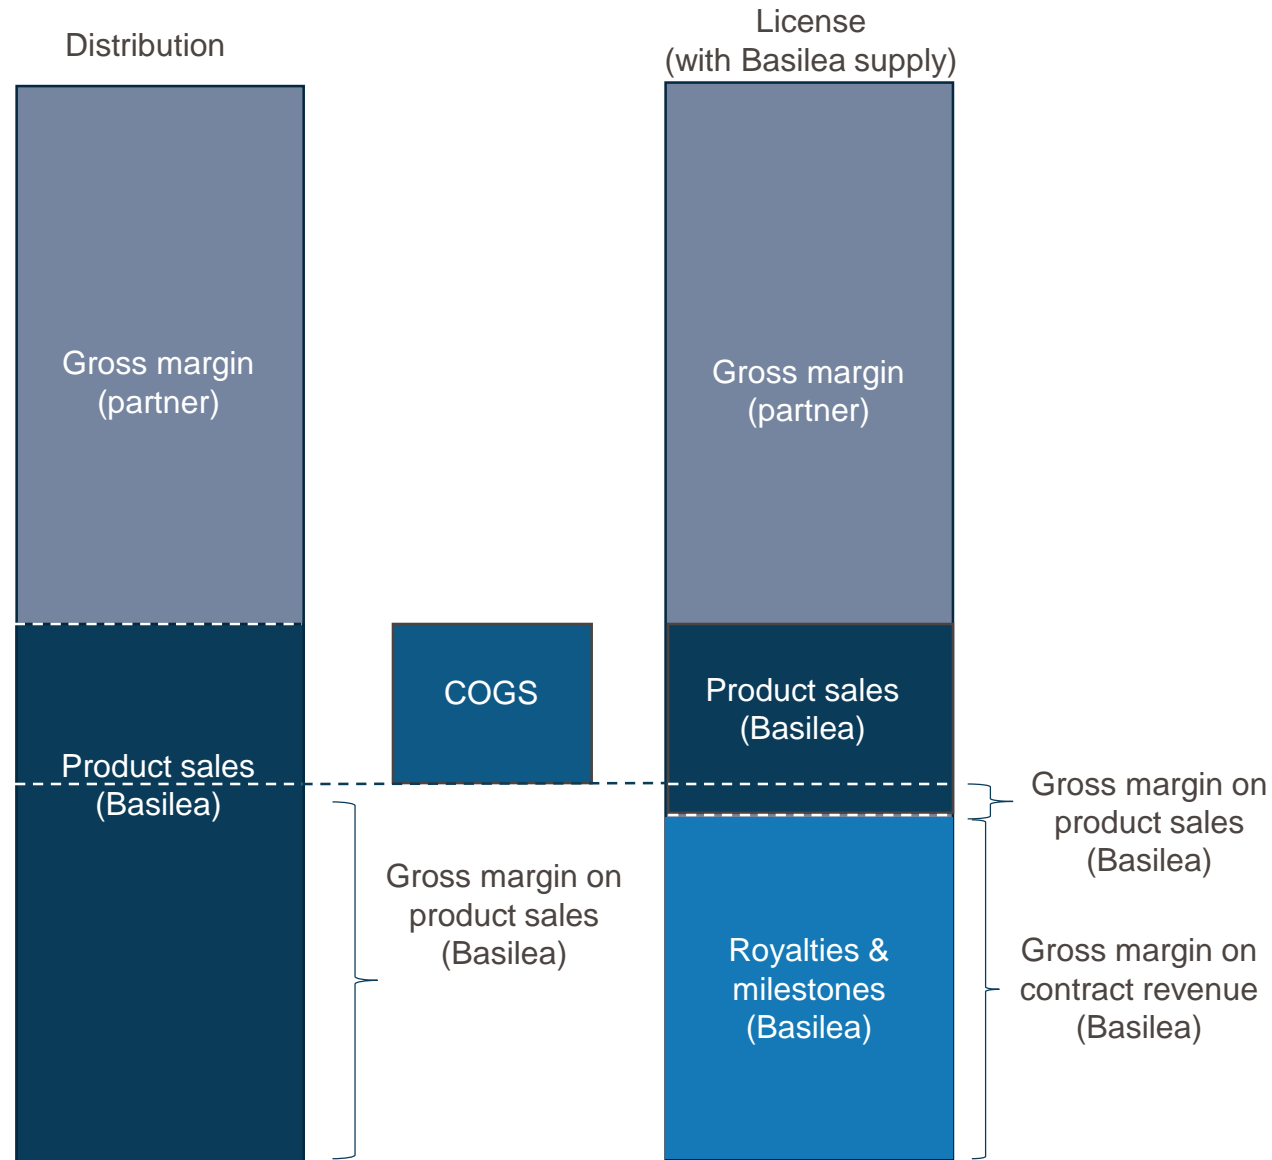 Distribution
License
(with Basilea supply)
Gross margin
(partner)
Gross margin
(partner)
COGS
Product sales
(Basilea)
Product sales
(Basilea)
Gross margin on
product sales
(Basilea)
Gross margin on
product sales
(Basilea)
Royalties &
milestones
(Basilea)
Gross margin on
contract revenue
(Basilea)